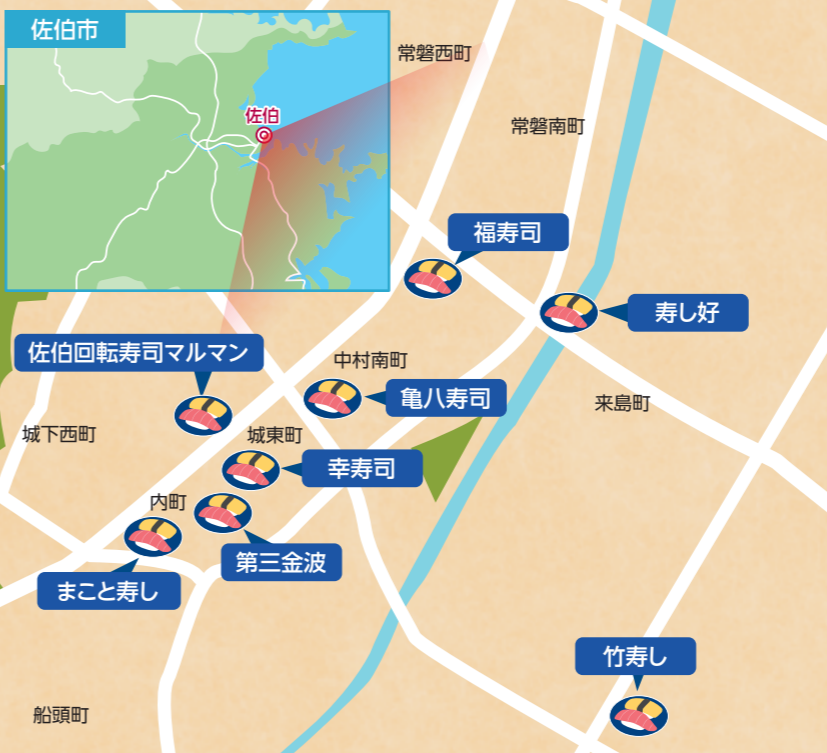 佐伯市
佐伯
常磐西町
常磐南町
福寿司
寿し好
佐伯回転寿司マルマン
中村南町
亀八寿司
来島町
城下西町
城東町
幸寿司
内町
第三金波
まこと寿し
竹寿し
船頭町